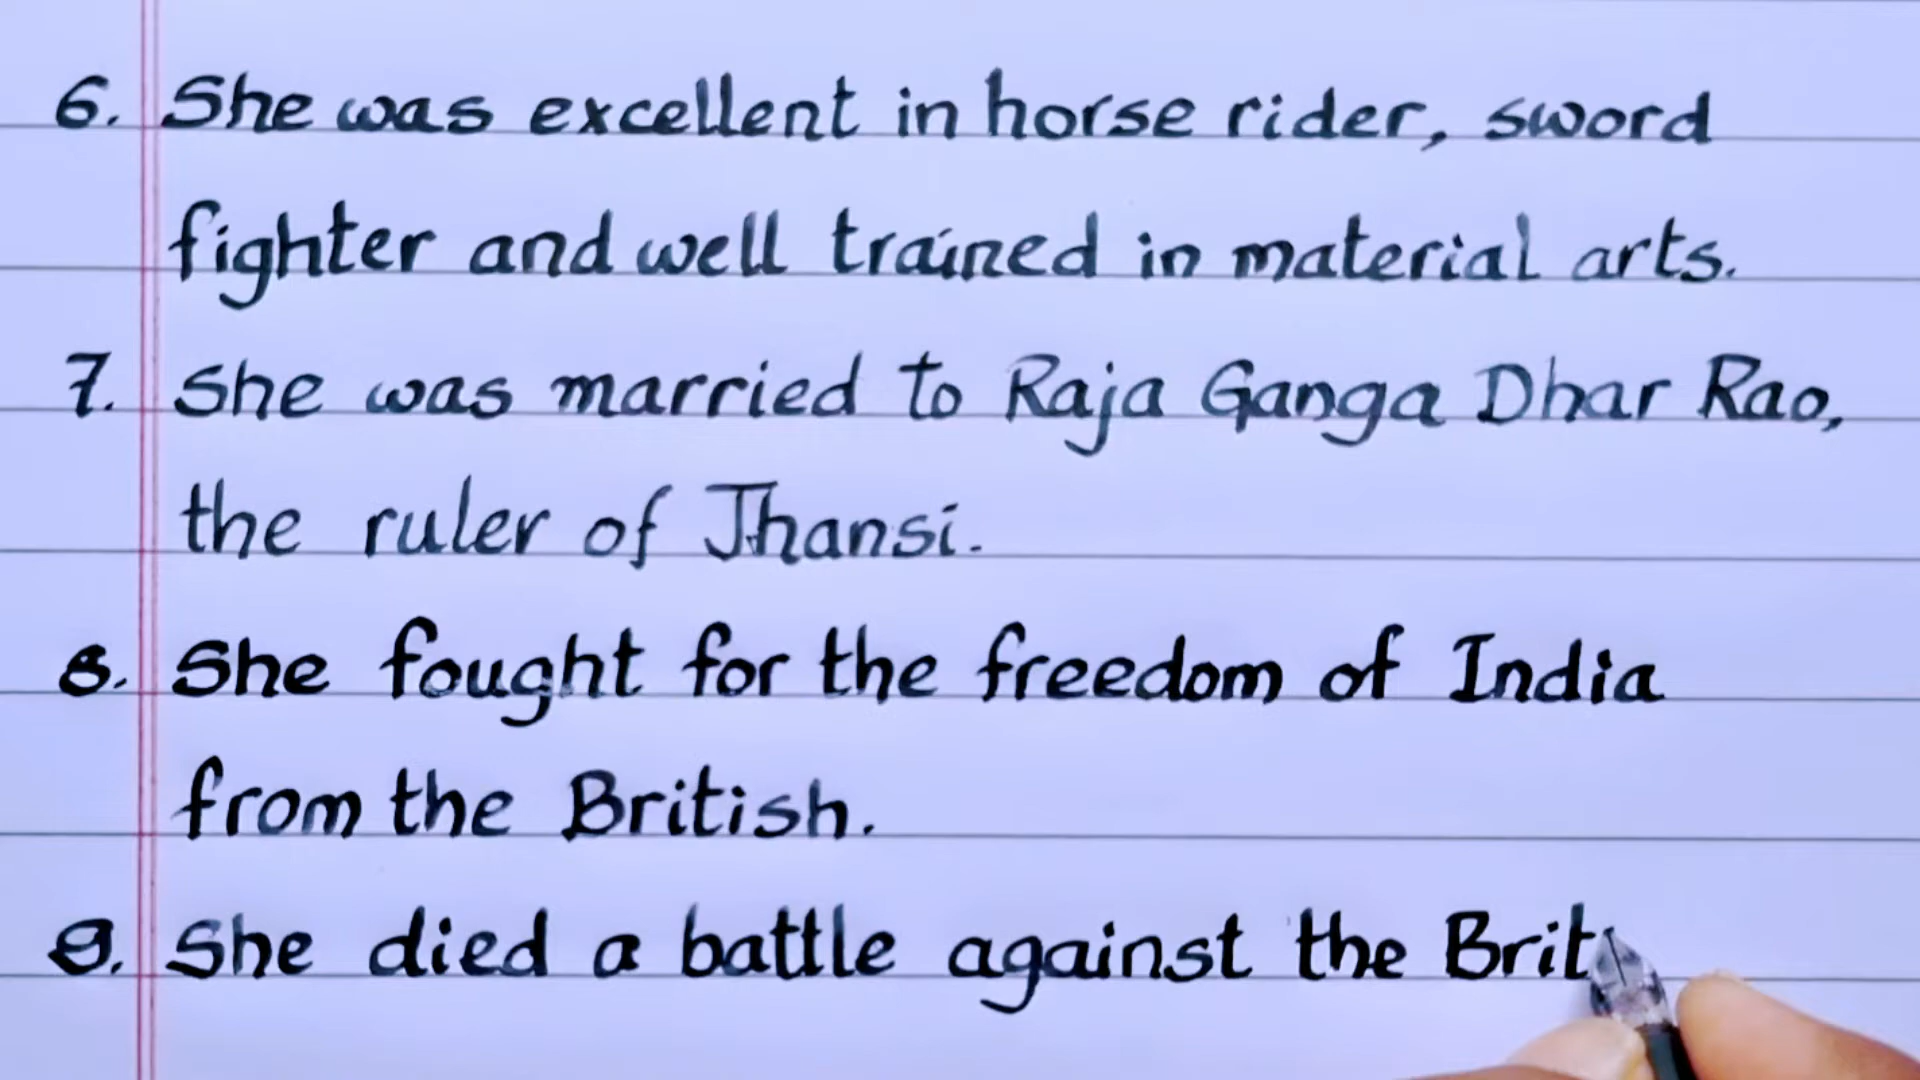 6. She was excellent in horse rider, sword
fighter and well trained in material arts.
7. She was married to Raja Ganga Dhar Rao,
the ruler of Jhansi.
8. She fought for the freedom of India
from the British.
9. She died a battle against the Brit